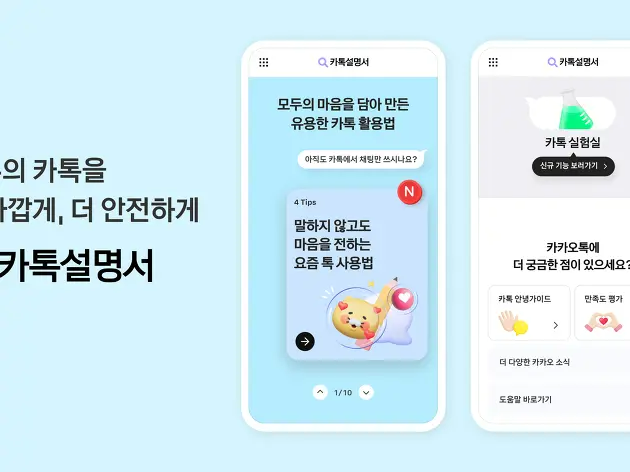 의 카톡을
깝게, 더 안전하게
카톡설명서
카톡설명서
모두의 마음을 담아 만든
유용한 카톡 활용법
아직도 카톡에서 채팅만 쓰시나요?
N
4 Tips
말하지 않고도
마음을 전하는
요즘 톡 사용법
1/10
카톡설명서
카톡 실험실
신규 기능 보러가기
카카오톡에
더 궁금한 점이 있으세요?
카톡 안녕가이드
만족도 평가
더 다양한 카카오 소식
도움말 바로가기